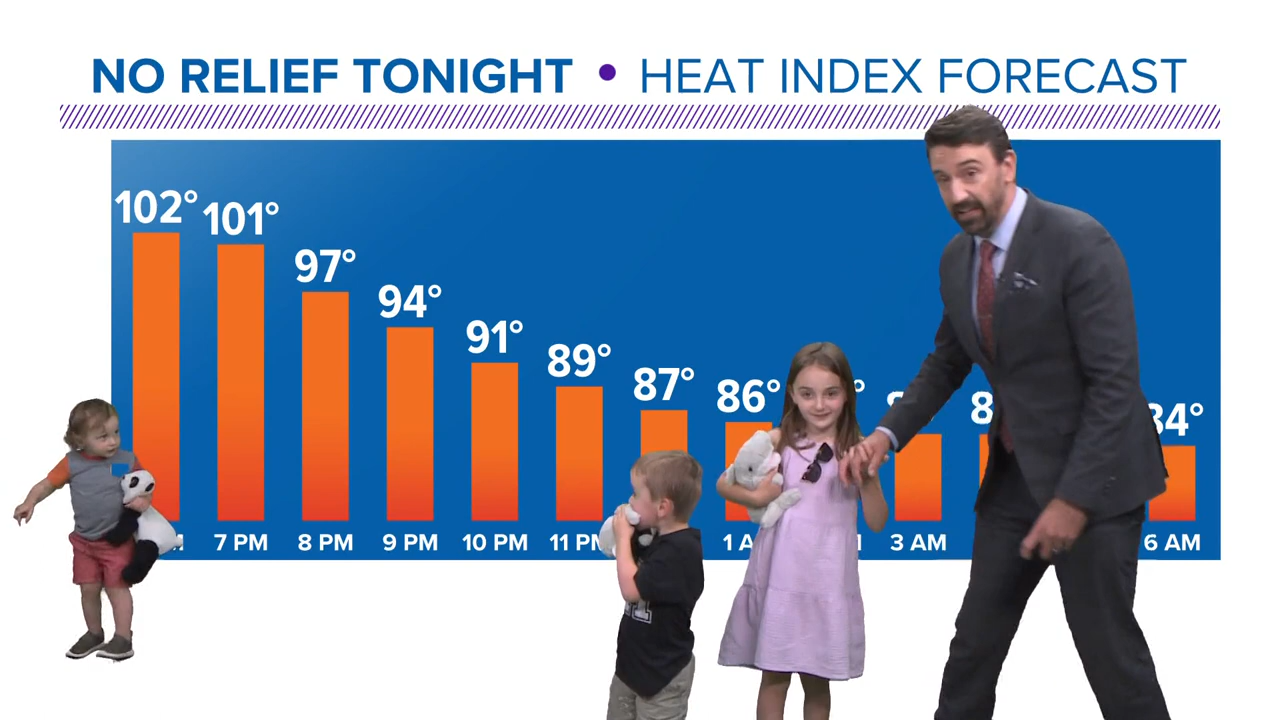 NO RELIEF TONIGHT • HEAT INDEX FORECAST
102° 101° 97° 94° 91° 89° 87° 86° 84°
7 PM 8 PM 9 PM 10 PM 11 PM 3 AM 6 AM